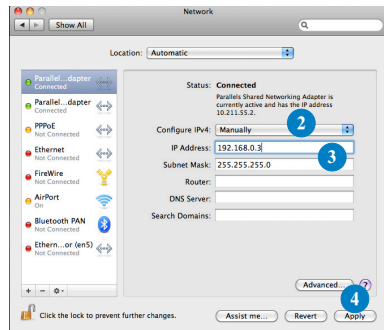 Network
Show All
Location: Automatic
Parallel...dapter
Connected
Parallel...dapter
Connected
PPPoE
Not Connected
Ethernet
Not Connected
FireWire
Not Connected
AirPort
On
Bluetooth PAN
Not Connected
Ethern...or (en5)
Not Connected
Status: Connected
Parallels Shared Networking Adapter is
currently active and has the IP address
10.211.55.2.
2
Configure IPv4: Manually
IP Address: 192.168.0.3
3
Subnet Mask: 255.255.255.0
Router:
DNS Server:
Search Domains:
Advanced... ?
4
+ −
Click the lock to prevent further changes.
Assist me... Revert Apply